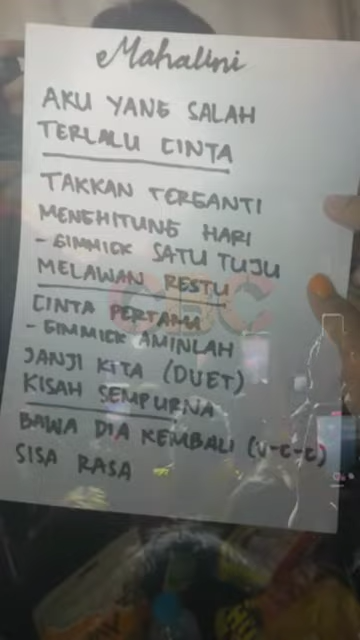 Mahalini
AKU YANG SALAH
TERLALU CINTA
TAKKAN TERGANTI
MENGHITUNG HARI
- GIMMICK SATU TUJU
MELAWAN RESTU
CINTA PERTAMA
- GIMMICK AMINLAH
JANJI KITA (DUET)
KISAH SEMPURNA
BAWA DIA KEMBALI (V-C-C)
SISA RASA